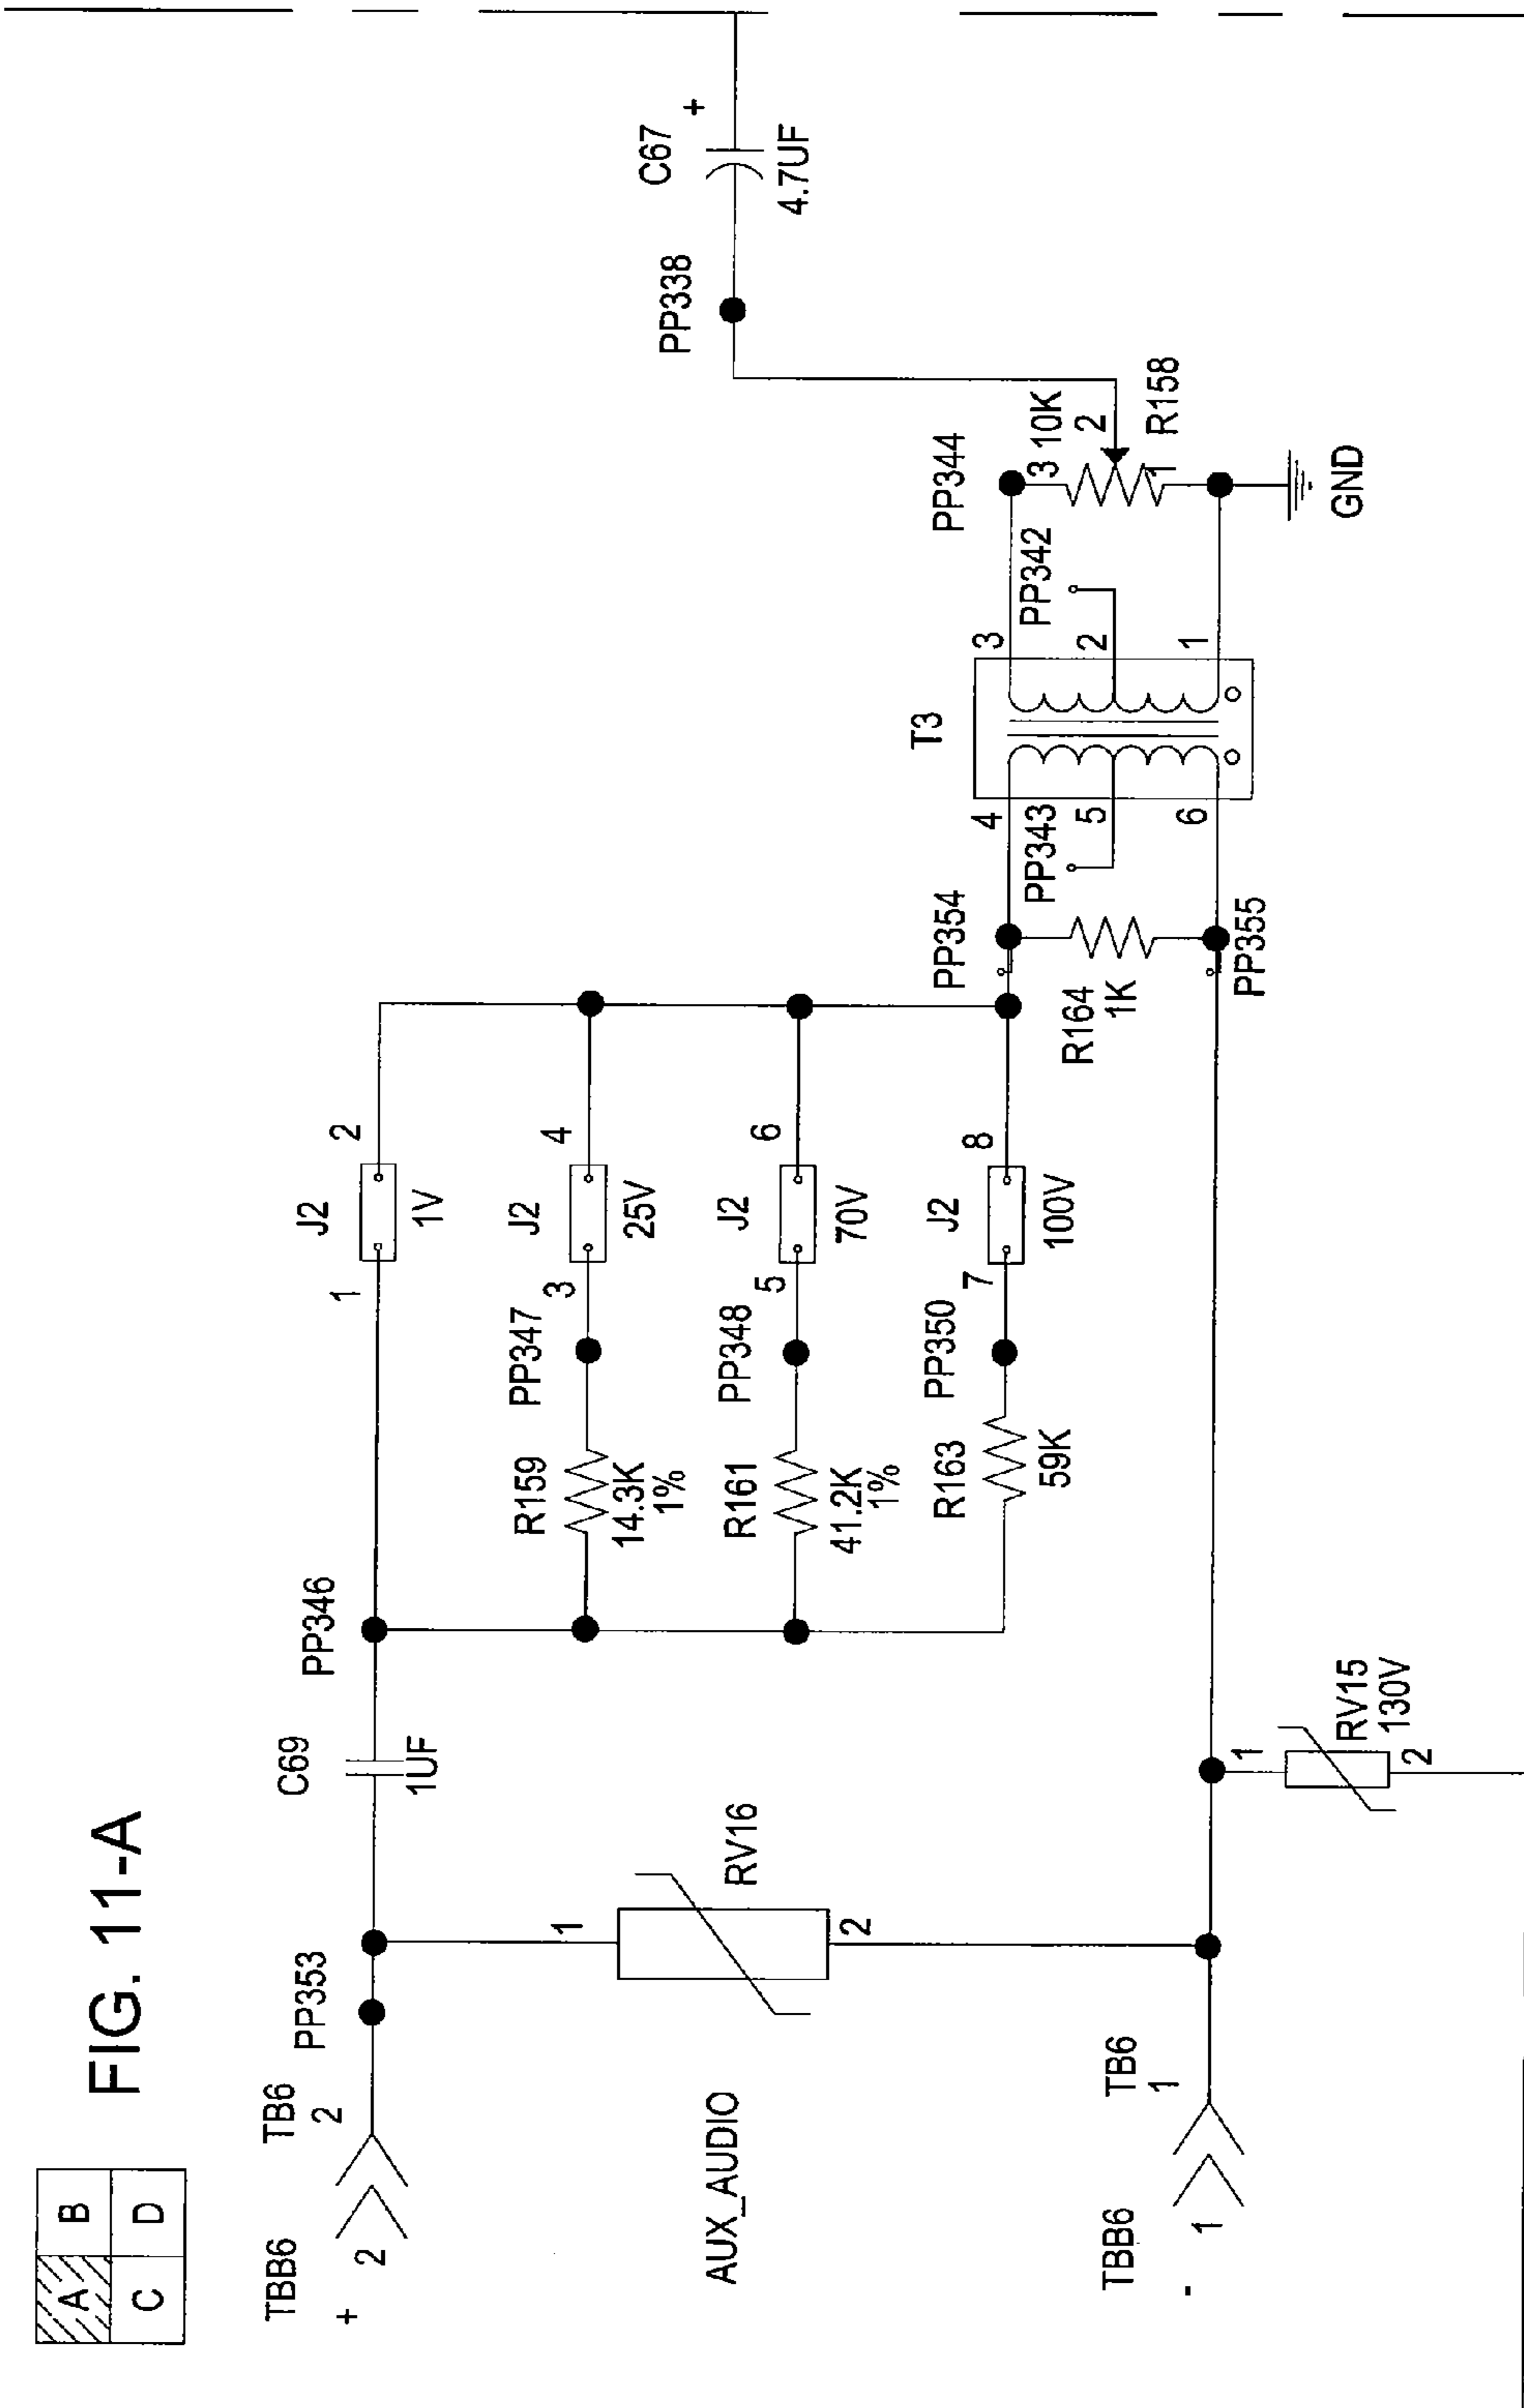 FIG. 11-A
A B
C D
TBB6
+
2
TB6
2
PP353
C69
1UF
PP346
J2
1
2
1V
R159
14.3K
1%
PP347
3
J2
4
25V
R161
41.2K
1%
PP348
5
J2
6
70V
R163
59K
PP350
7
J2
8
100V
AUX_AUDIO
1
RV16
2
TBB6
-
1
TB6
1
1
RV15
130V
2
PP354
R164
1K
PP355
PP343
4
5
6
T3
3
2
1
PP342
PP344
3
10K
2
1
R158
GND
PP338
C67
+
4.7UF